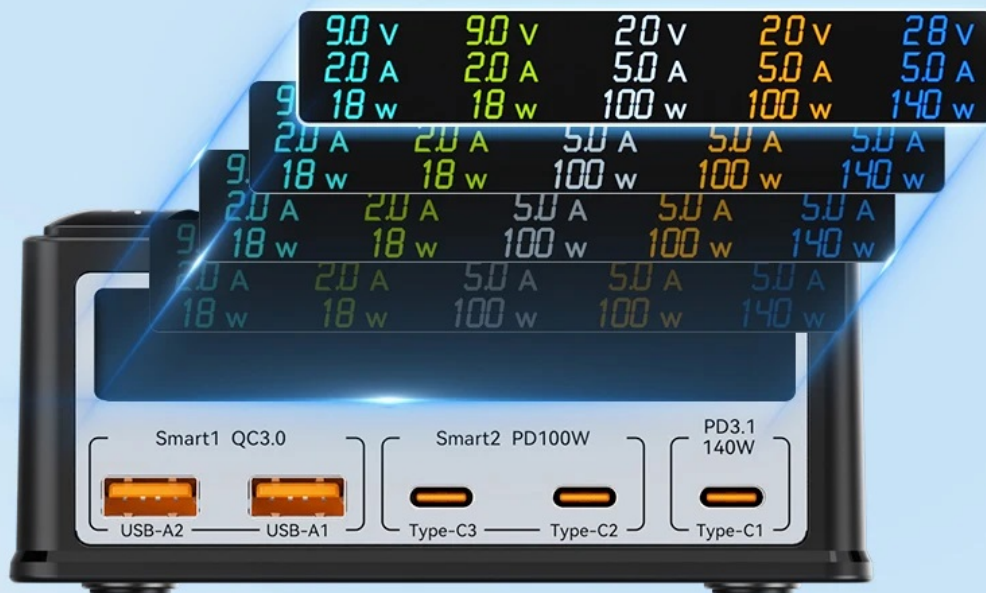 9.0 V 9.0 V 20 V 20 V 28 V
2.0 A 2.0 A 5.0 A 5.0 A 5.0 A
18 W 18 W 100 W 100 W 140 W
9
2.0 A 2.0 A 5.0 A 5.0 A 5.0 A
18 W 18 W 100 W 100 W 140 W
9.
2.0 A 2.0 A 5.0 A 5.0 A 5.0 A
18 W 18 W 100 W 100 W 140 W
9
2.0 A 2.0 A 5.0 A 5.0 A 5.0 A
18 W 18 W 100 W 100 W 140 W
Smart1 QC3.0
Smart2 PD100W
PD3.1
140W
USB-A2
USB-A1
Type-C3
Type-C2
Type-C1